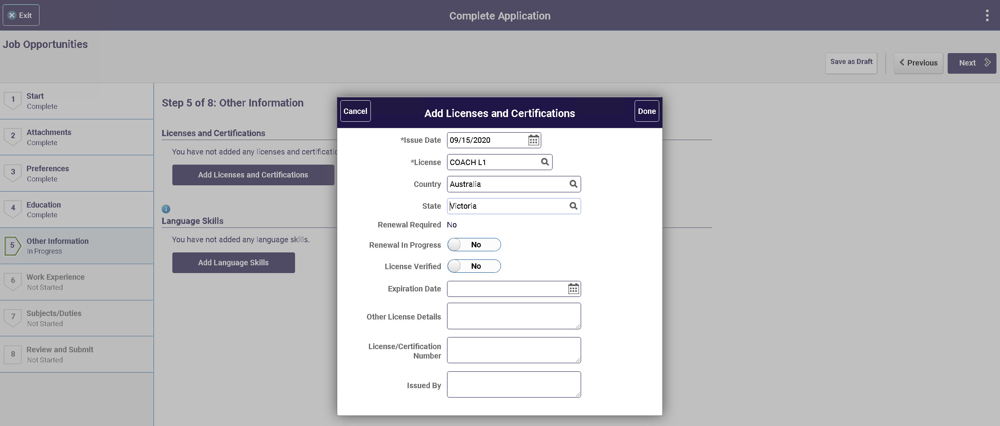 Exit
Complete Application
Job Opportunities
Save as Draft
Previous
Next
1
Start
Complete
2
Attachments
Complete
3
Preferences
Complete
4
Education
Complete
5
Other Information
In Progress
6
Work Experience
Not Started
7
Subjects/Duties
Not Started
8
Review and Submit
Not Started
Step 5 of 8: Other Information
Licenses and Certifications
You have not added any licenses and
Add Licenses and Certifications
Language Skills
You have not added any language skills.
Add Language Skills
Cancel
Add Licenses and Certifications
Done
*Issue Date 09/15/2020
*License COACH L1
Country Australia
State Victoria
Renewal Required No
Renewal In Progress No
License Verified No
Expiration Date
Other License Details
License/Certification
Number
Issued By